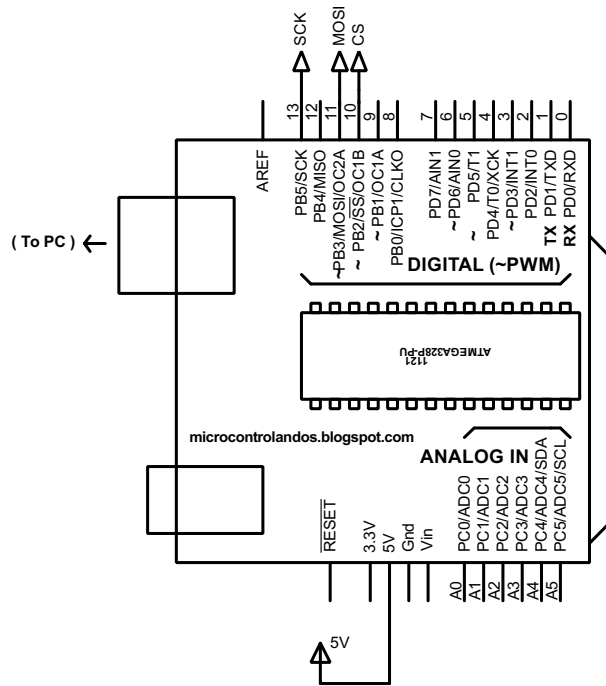 SCK
MOSI
CS
13
12
11
10
9
8
7
6
5
4
3
2
1
0
AREF
PB5/SCK
PB4/MISO
~PB3/MOSI/OC2A
~ PB2/SS/OC1B
~ PB1/OC1A
PB0/ICP1/CLKO
PD7/AIN1
~ PD6/AIN0
~ PD5/T1
PD4/T0/XCK
~ PD3/INT1
PD2/INT0
TX PD1/TXD
RX PD0/RXD
( To PC )
DIGITAL (~PWM)
ATMEGA328P-PU
1121
microcontrolandos.blogspot.com
ANALOG IN
RESET
3.3V
5V
Gnd
Vin
PC0/ADC0
PC1/ADC1
PC2/ADC2
PC3/ADC3
PC4/ADC4/SDA
PC5/ADC5/SCL
A0
A1
A2
A3
A4
A5
5V